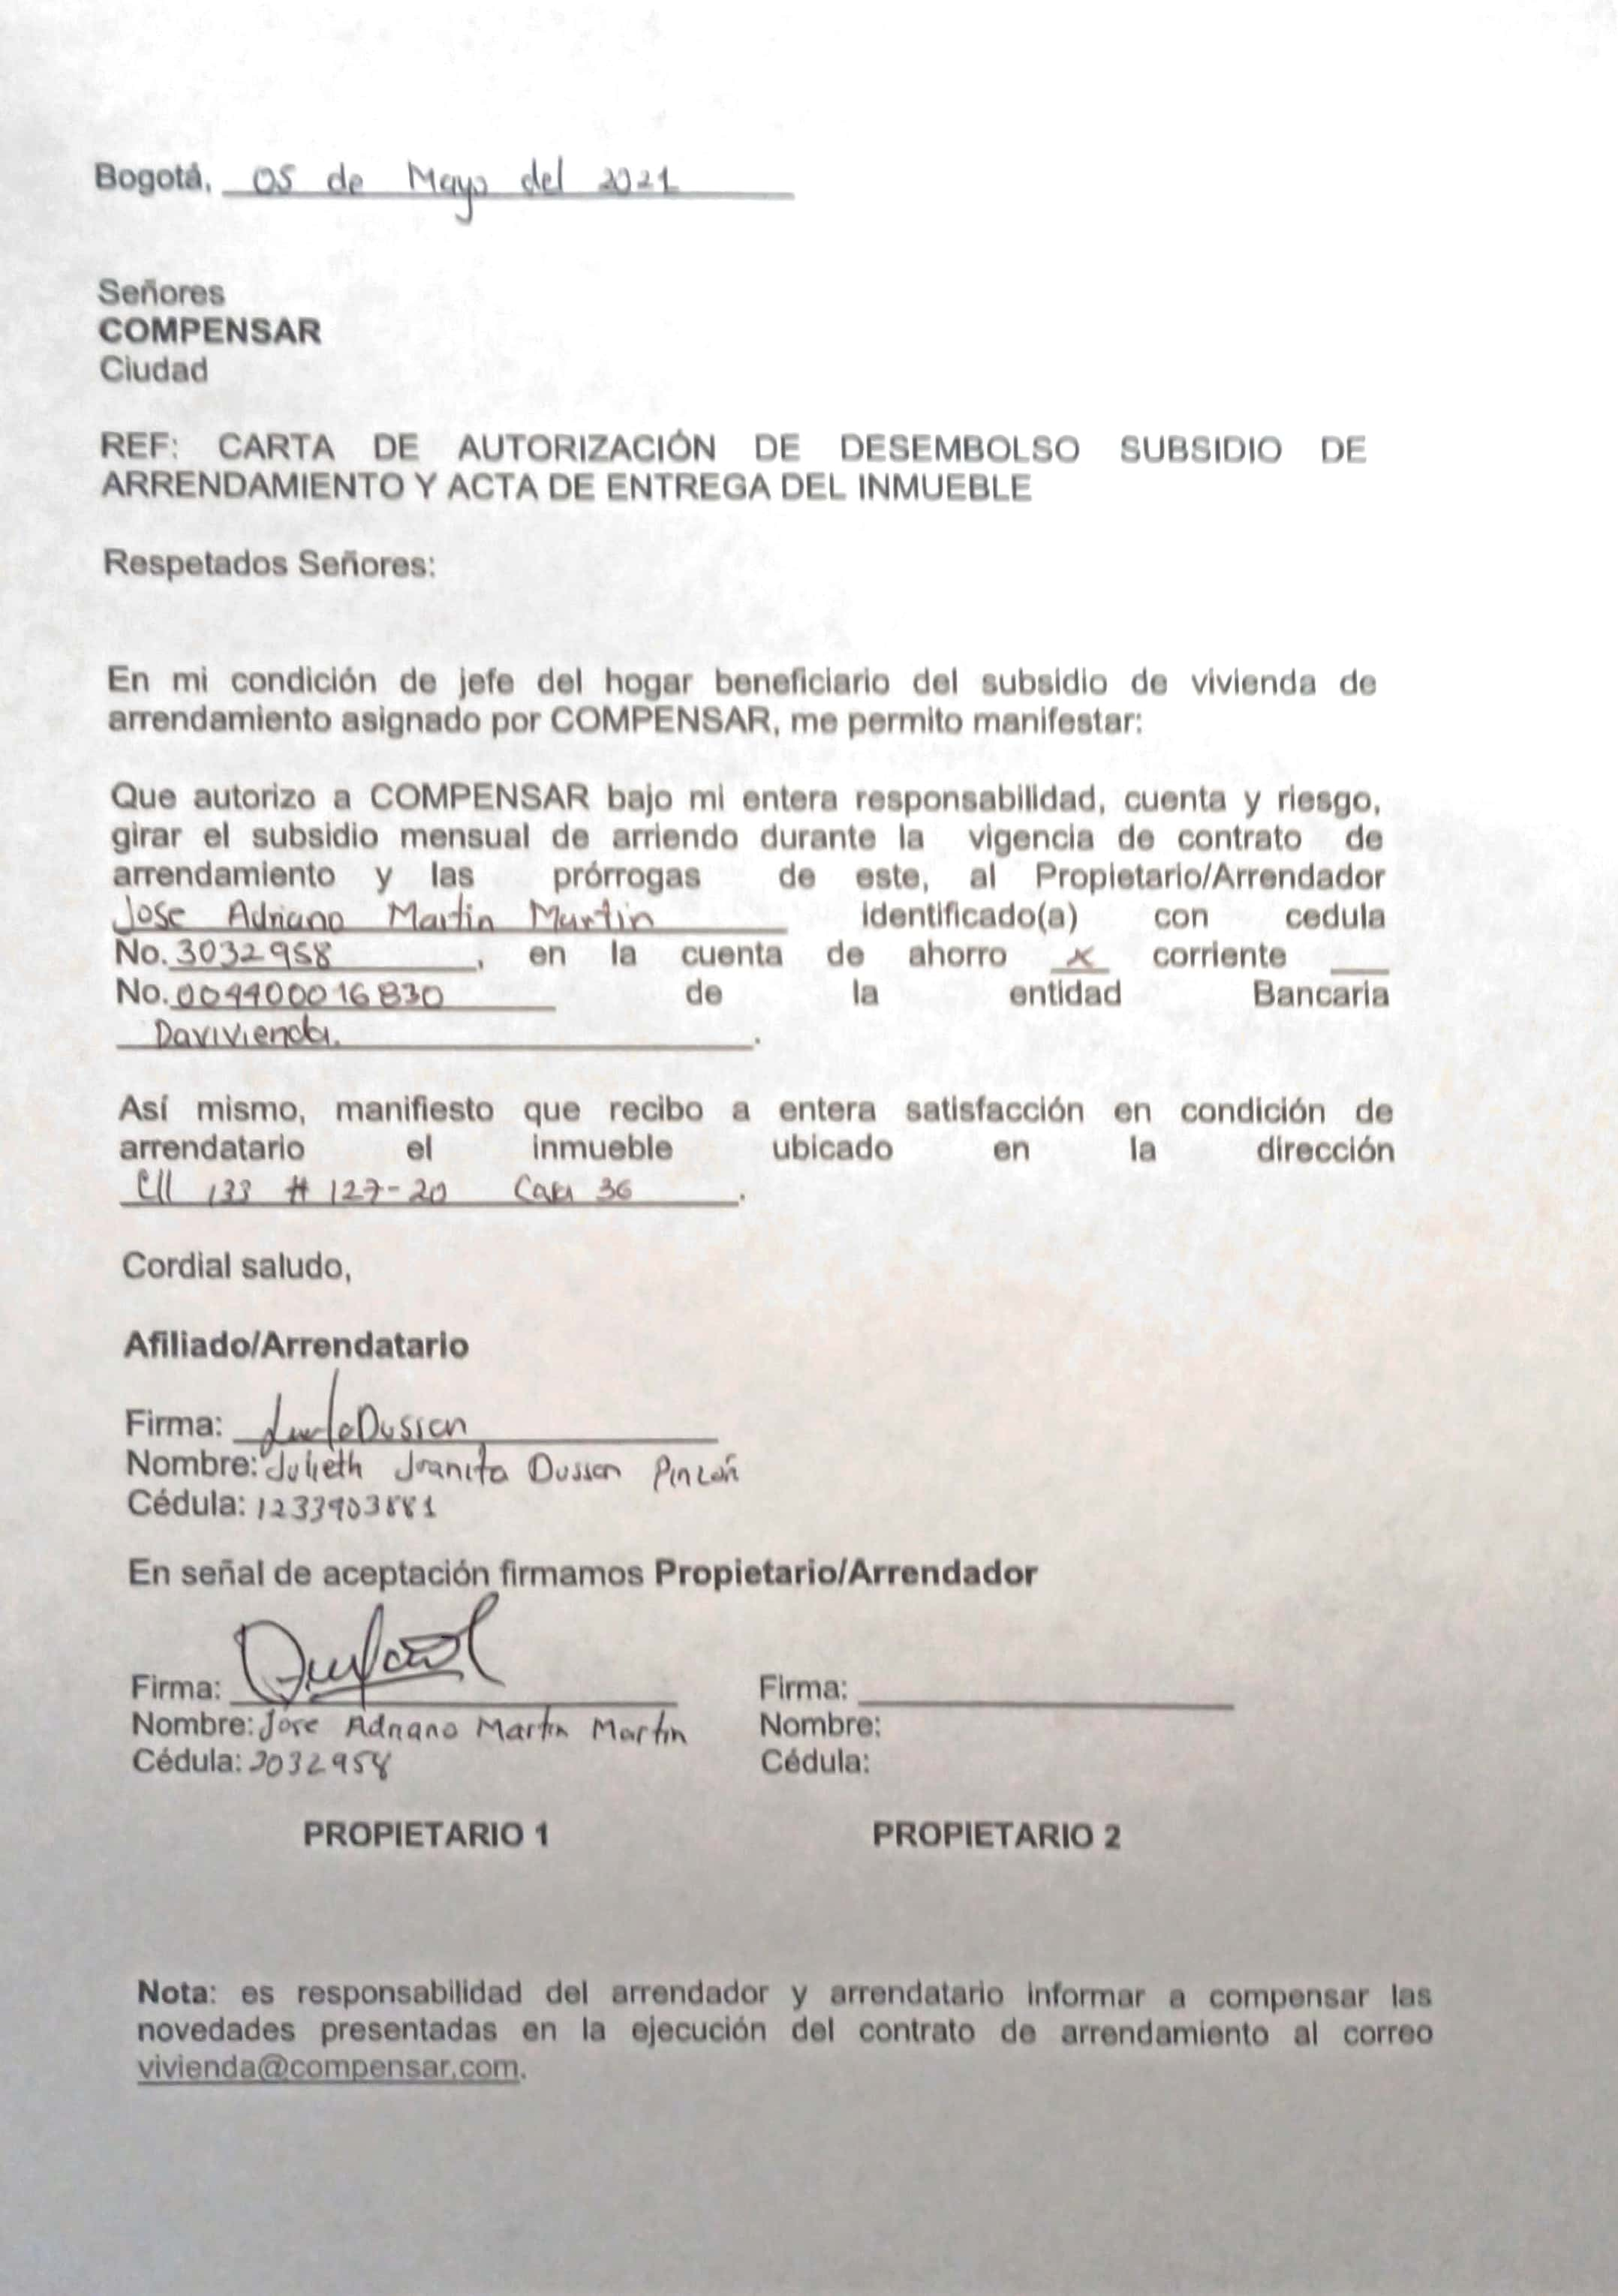 Bogotá, 05 de Mayo del 2021
Señores
COMPENSAR
Ciudad
REF: CARTA DE AUTORIZACIÓN DE DESEMBOLSO SUBSIDIO DE
ARRENDAMIENTO Y ACTA DE ENTREGA DEL INMUEBLE
Respetados Señores:
En mi condición de jefe del hogar beneficiario del subsidio de vivienda de
arrendamiento asignado por COMPENSAR, me permito manifestar:
Que autorizo a COMPENSAR bajo mi entera responsabilidad, cuenta y riesgo,
girar el subsidio mensual de arriendo durante la vigencia de contrato de
arrendamiento y las prórrogas de este, al Propietario/Arrendador
Jose Adriano Martin Martin identificado(a) con cedula
No. 3032958, en la cuenta de ahorro x corriente ___
No. 009400016830 de la entidad Bancaria
Davivienda.
Así mismo, manifiesto que recibo a entera satisfacción en condición de
arrendatario el inmueble ubicado en la dirección
Cll 133 # 127-20 Casa 36.
Cordial saludo,
Afiliado/Arrendatario
Firma: Dussan
Nombre: Julieth Juanita Dussan Pinzón
Cédula: 1233903881
En señal de aceptación firmamos Propietario/Arrendador
Firma:
Firma:
Nombre: Jose Adriano Martin Martin
Nombre:
Cédula: 3032958
Cédula:
PROPIETARIO 1
PROPIETARIO 2
Nota: es responsabilidad del arrendador y arrendatario informar a compensar las
novedades presentadas en la ejecución del contrato de arrendamiento al correo
vivienda@compensar.com.